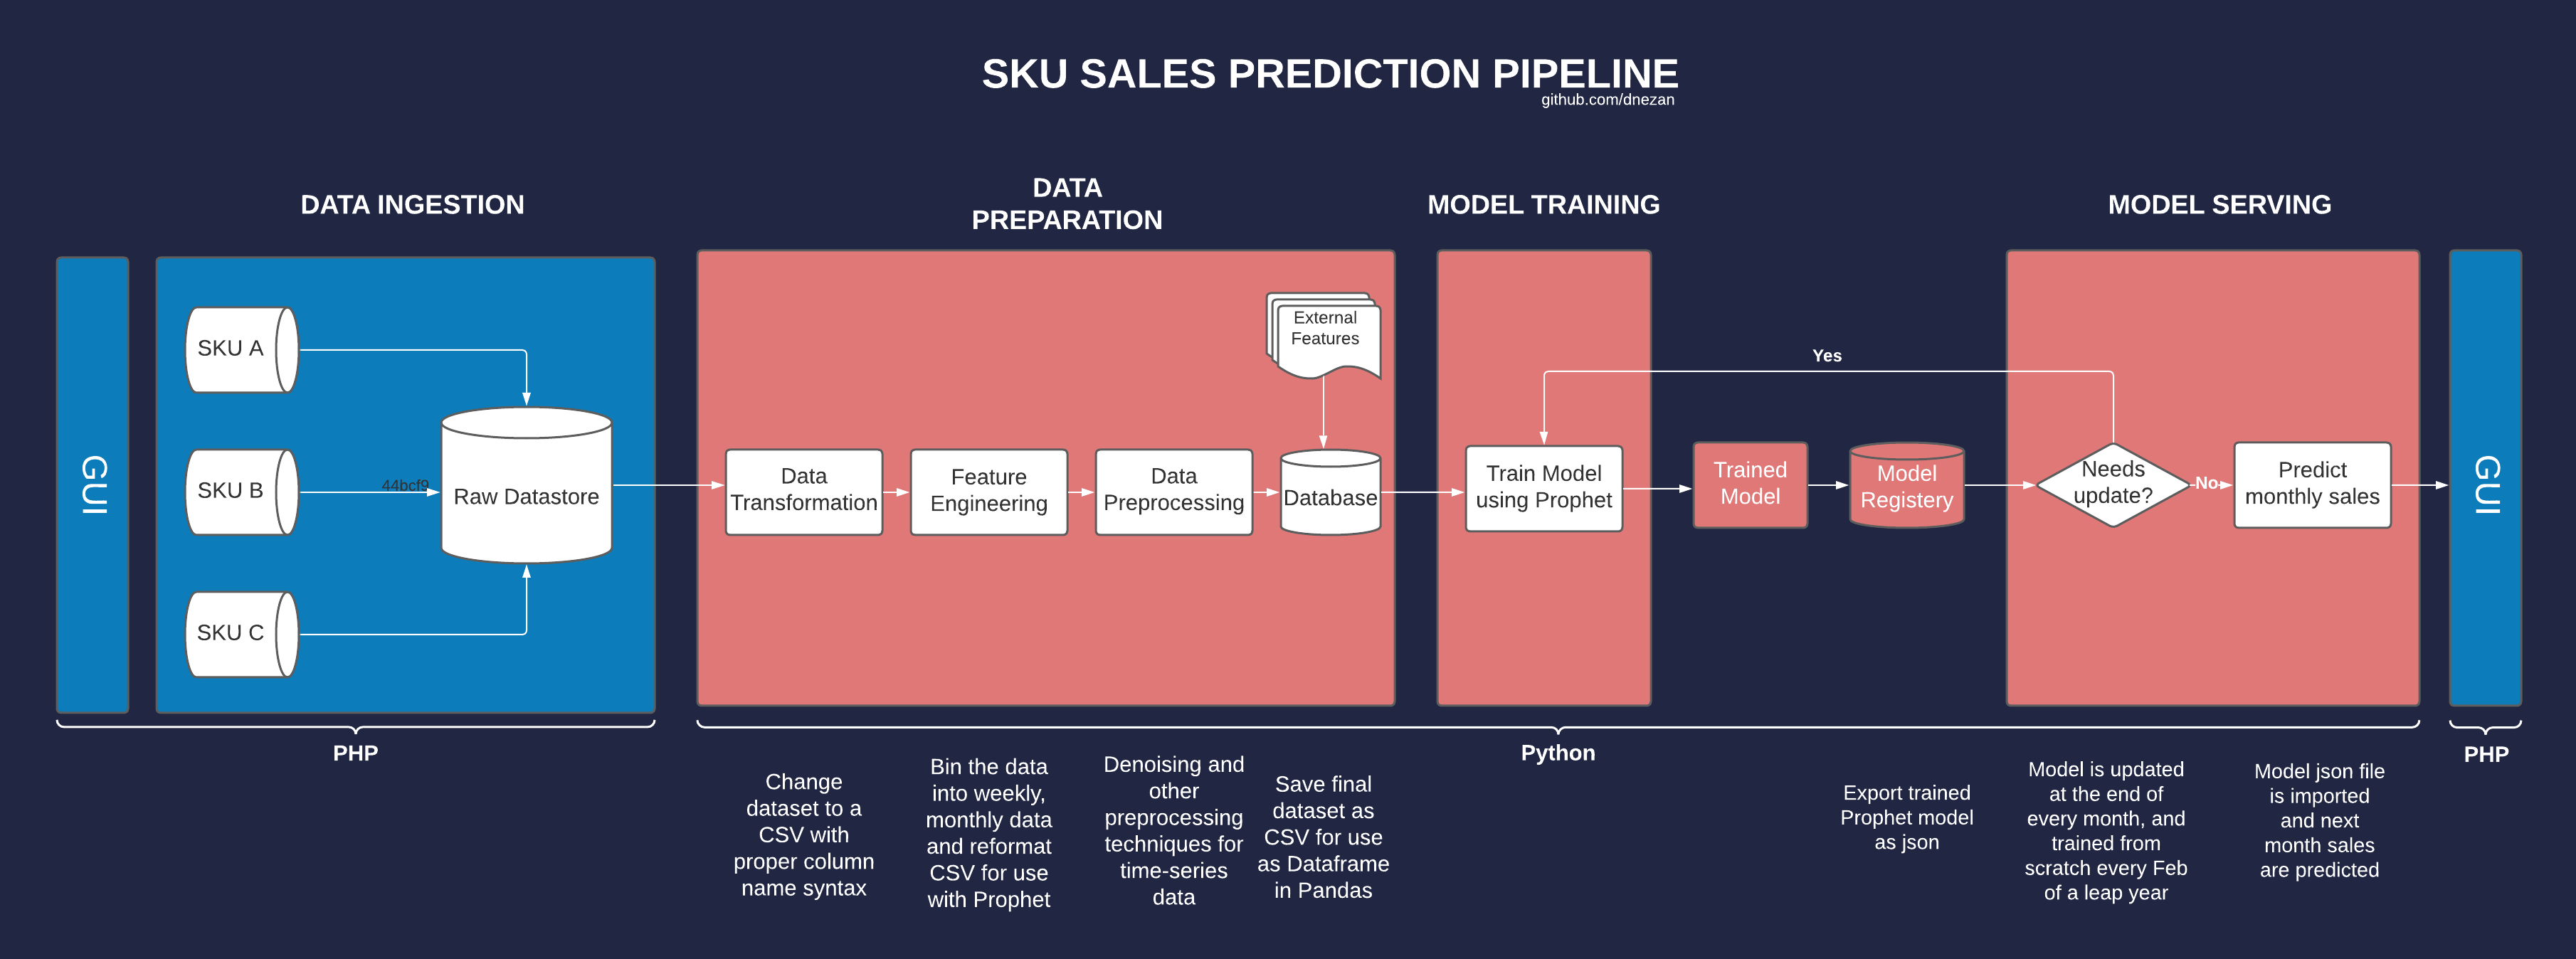 SKU SALES PREDICTION PIPELINE
github.com/dnezan
DATA INGESTION
DATA
PREPARATION
MODEL TRAINING
MODEL SERVING
GUI
SKU A
SKU B
SKU C
44bcf9
Raw Datastore
Data
Transformation
Feature
Engineering
Data
Preprocessing
External
Features
Database
Train Model
using Prophet
Trained
Model
Model
Registery
Yes
Needs
update?
No
Predict
monthly sales
GUI
PHP
Python
PHP
Change
dataset to a
CSV with
proper column
name syntax
Bin the data
into weekly,
monthly data
and reformat
CSV for use
with Prophet
Denoising and
other
preprocessing
techniques for
time-series
data
Save final
dataset as
CSV for use
as Dataframe
in Pandas
Export trained
Prophet model
as json
Model is updated
at the end of
every month, and
trained from
scratch every Feb
of a leap year
Model json file
is imported
and next
month sales
are predicted